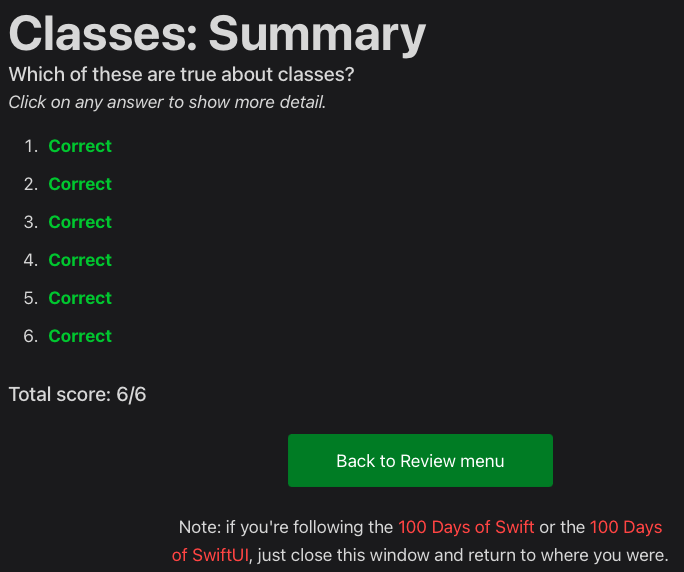 Classes: Summary
Which of these are true about classes?
Click on any answer to show more detail.
1. Correct
2. Correct
3. Correct
4. Correct
5. Correct
6. Correct
Total score: 6/6
Back to Review menu
Note: if you're following the 100 Days of Swift or the 100 Days
of SwiftUI, just close this window and return to where you were.